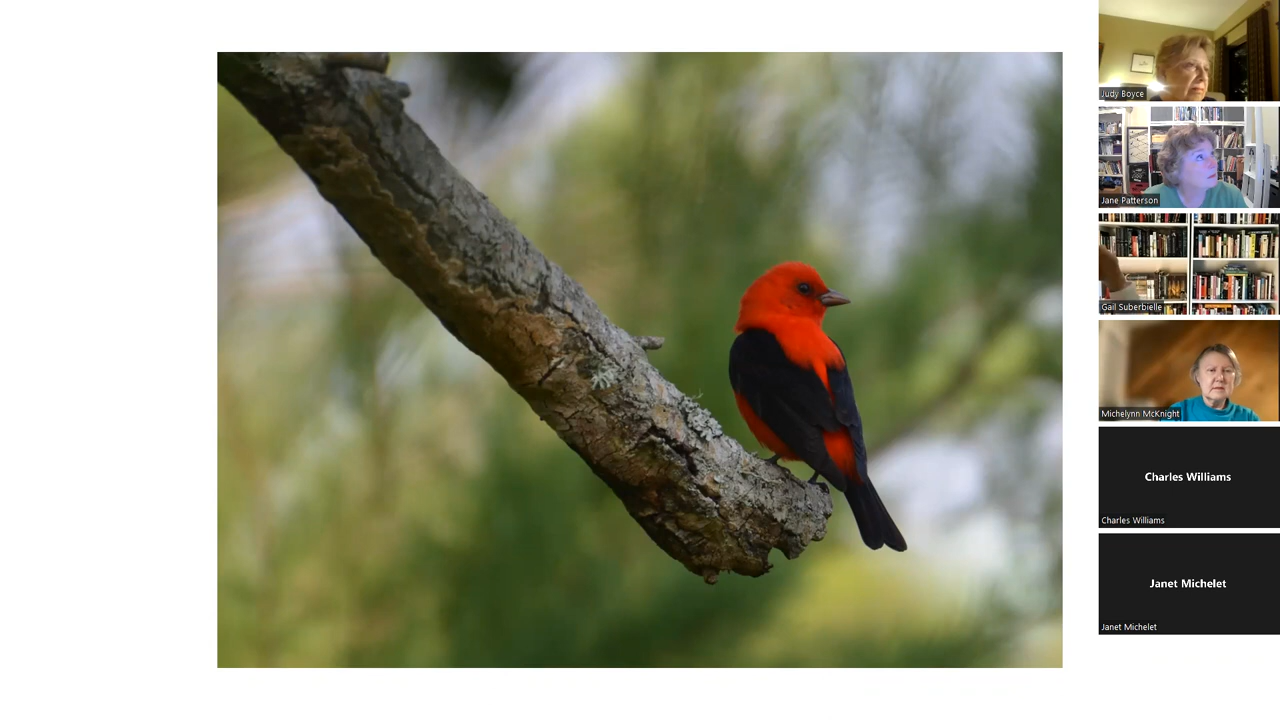 Judy Boyce
Jane Patterson
Gail Suberbielle
Michelynn McKnight
Charles Williams
Charles Williams
Janet Michelet
Janet Michelet